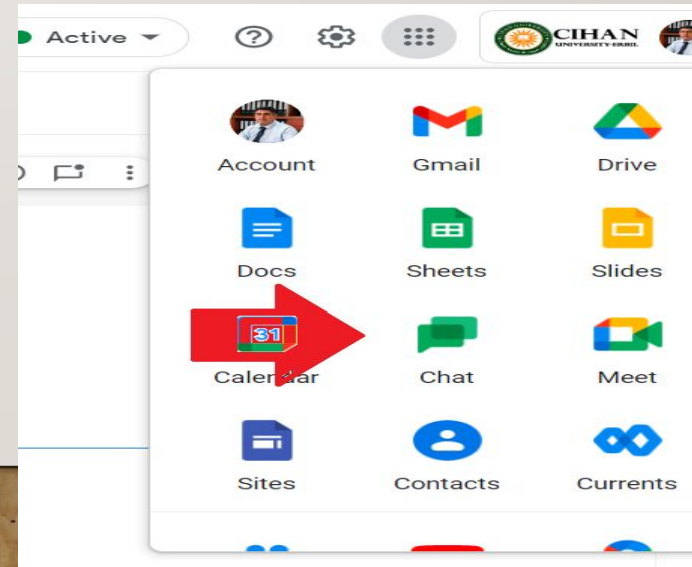 Active
CIHAN
UNIVERSITY-ERBIL
Account Gmail Drive
Docs Sheets Slides
31
Calendar Chat Meet
Sites Contacts Currents